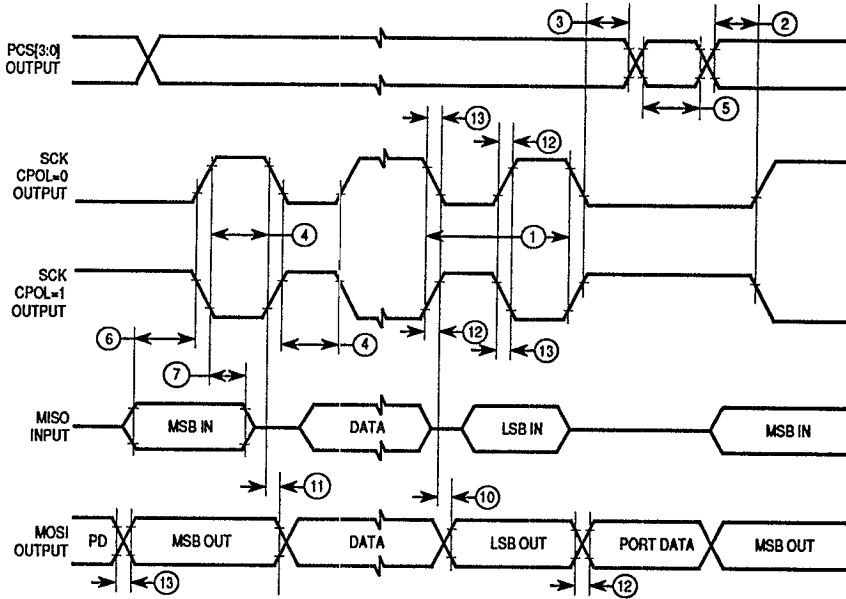 3
2
PCS[3:0]
OUTPUT
5
13
12
SCK
CPOL=0
OUTPUT
4
1
SCK
CPOL=1
OUTPUT
6
4
12
13
7
MISO
INPUT
MSB IN
DATA
LSB IN
MSB IN
11
10
MOSI
OUTPUT
PD
MSB OUT
DATA
LSB OUT
PORT DATA
MSB OUT
13
12